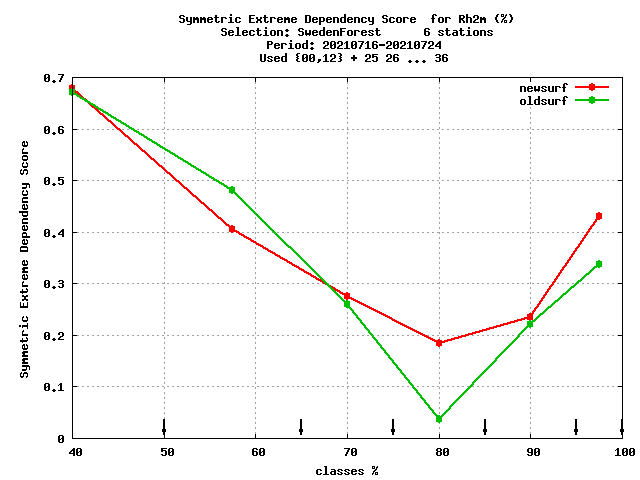 Symmetric Extreme Dependency Score  for Rh2m (%)
Selection: SwedenForest      6 stations
Period: 20210716-20210724
Used {00,12} + 25 26 ... 36
newsurf
oldsurf
Symmetric Extreme Dependency Score
0.7
0.6
0.5
0.4
0.3
0.2
0.1
0
40 50 60 70 80 90 100
classes %